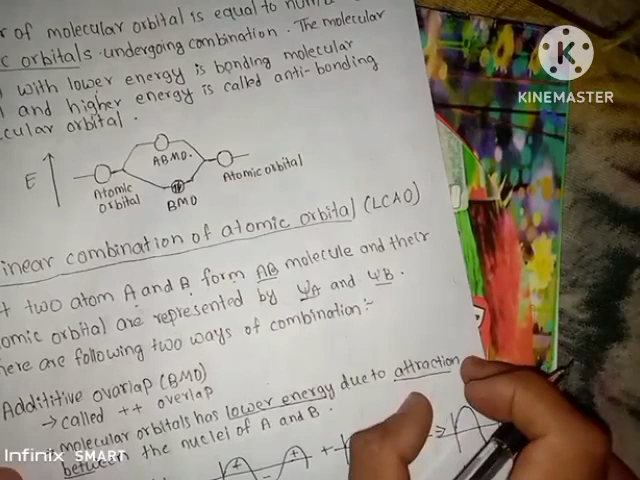 r of molecular orbital is equal to num
ic orbitals undergoing combination. The molecular
l with lower energy is bonding molecular
l and higher energy is called anti-bonding
cular orbital.
E
ABMO.
Atomic orbital
Atomic orbital
BMO
inear combination of atomic orbital (LCAO)
t two atom A and B form AB molecule and their
omic orbital are represented by ΨA and ΨB.
here are following two ways of combination:-
Addititive ovarlap (BMO)
→ called ++ overlap
molecular orbitals has lower energy due to attraction
between the nuclei of A and B.
+ + +
K
KINEMASTER
Infinix SMART